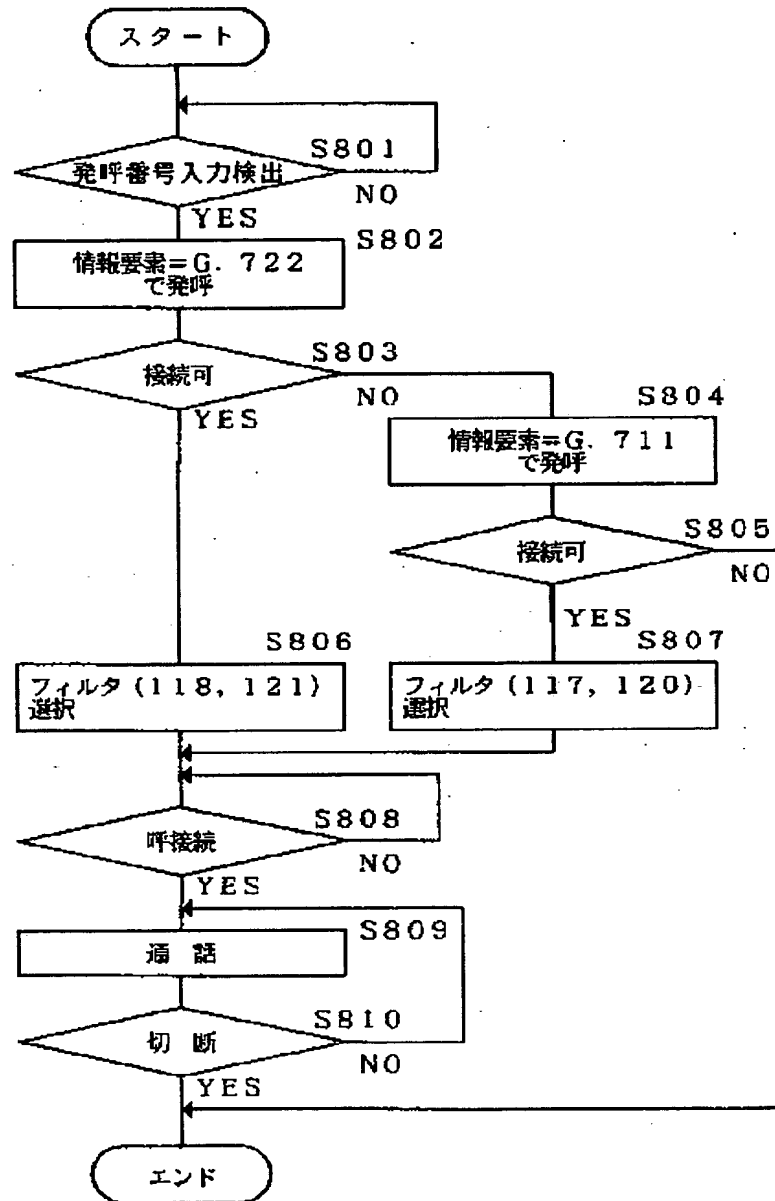 スタート
S801
発呼番号入力検出
NO
YES
S802
情報要素=G.722
で発呼
S803
接続可
NO
YES
S804
情報要素=G.711
で発呼
S805
接続可
NO
YES
S806
フィルタ(118,121)
選択
S807
フィルタ(117,120)
選択
S808
呼接続
NO
YES
S809
通話
S810
切断
NO
YES
エンド